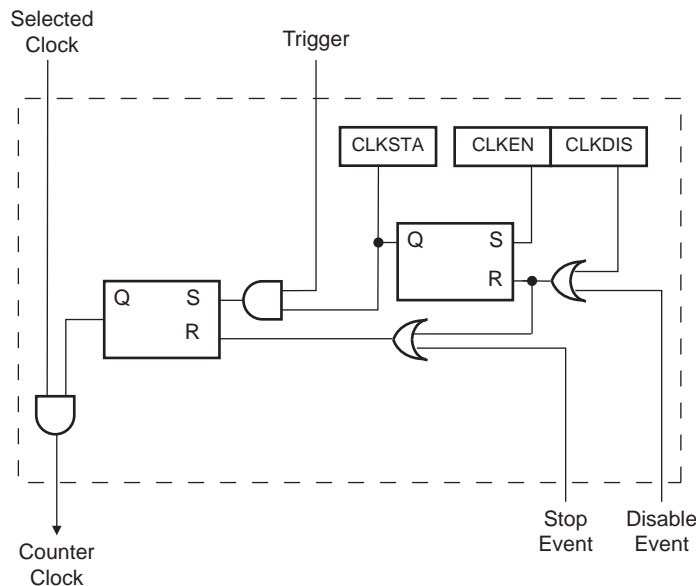 Selected
Clock
Trigger
CLKSTA
CLKEN
CLKDIS
Q
S
R
Q
S
R
Stop
Event
Disable
Event
Counter
Clock